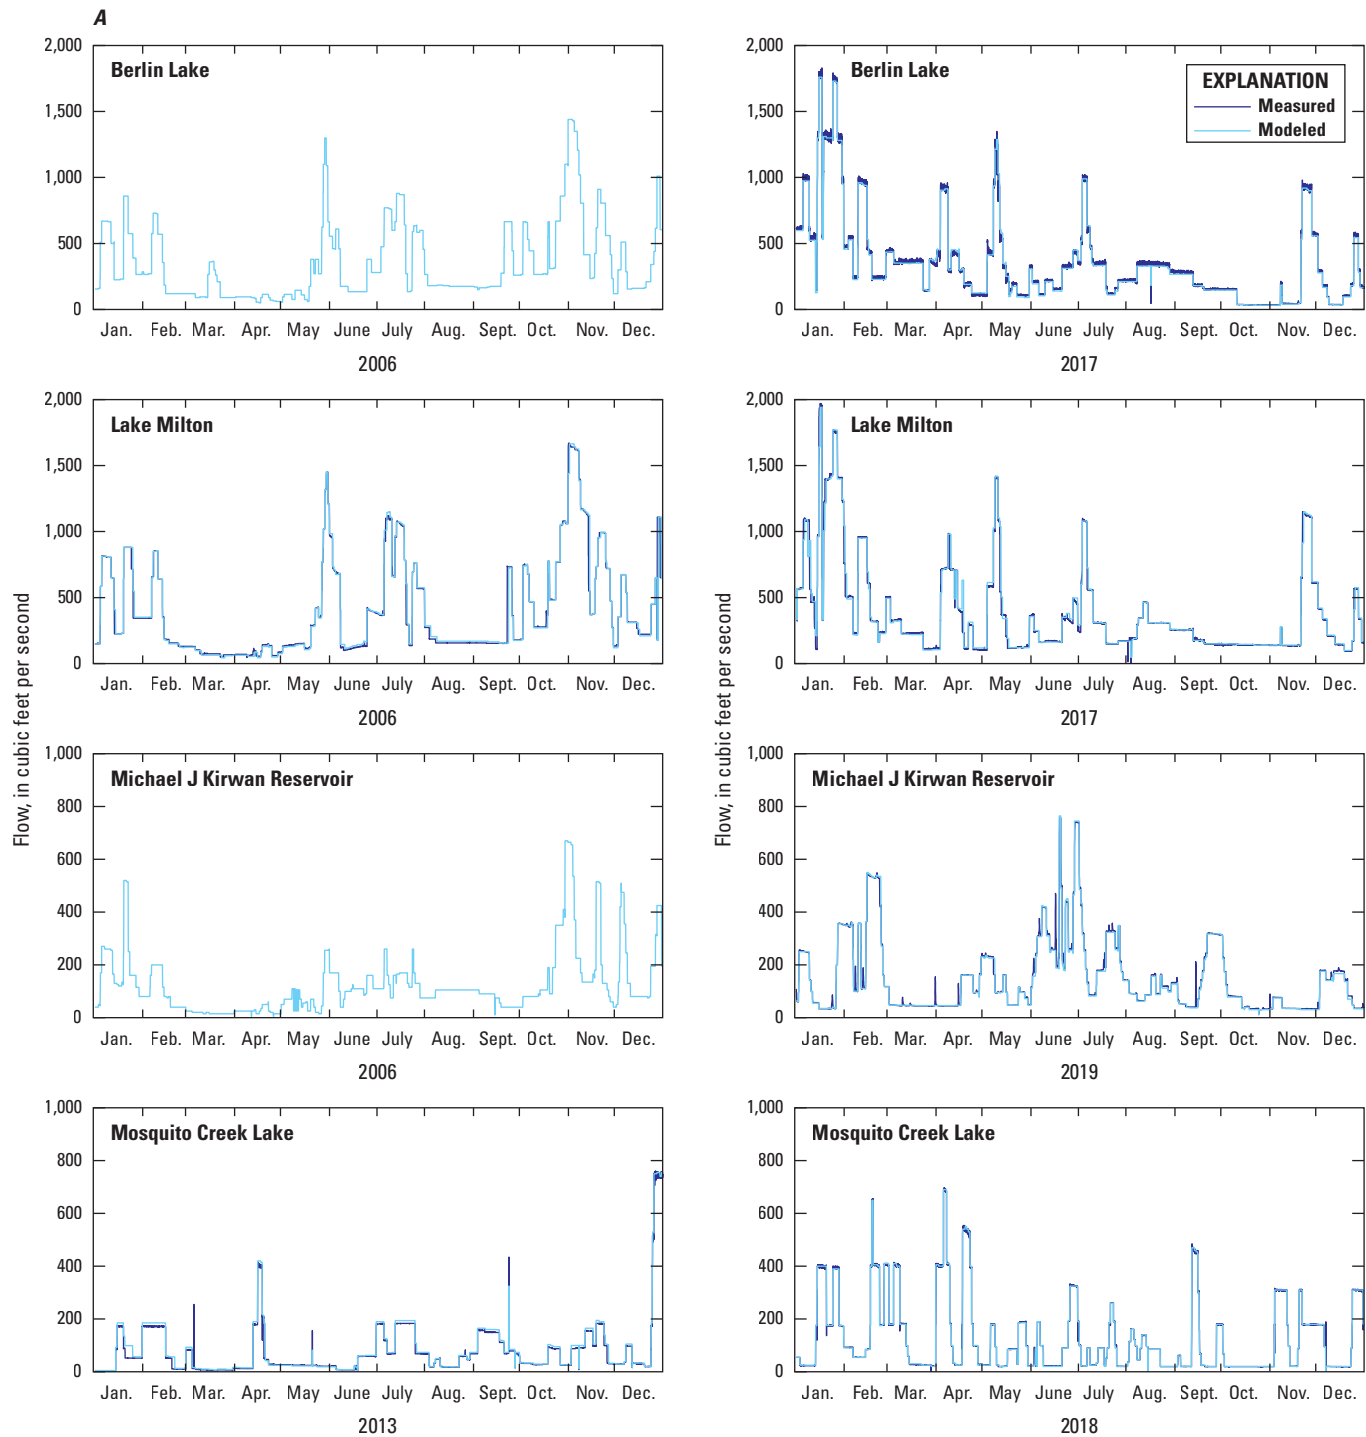 A
2,000
1,500
1,000
500
0
Berlin Lake
Jan. Feb. Mar. Apr. May June July Aug. Sept. Oct. Nov. Dec.
2006
2,000
1,500
1,000
500
0
Berlin Lake
EXPLANATION
Measured
Modeled
Jan. Feb. Mar. Apr. May June July Aug. Sept. Oct. Nov. Dec.
2017
2,000
1,500
1,000
500
0
Lake Milton
Jan. Feb. Mar. Apr. May June July Aug. Sept. Oct. Nov. Dec.
2006
2,000
1,500
1,000
500
0
Lake Milton
Jan. Feb. Mar. Apr. May June July Aug. Sept. Oct. Nov. Dec.
2017
Flow, in cubic feet per second
Flow, in cubic feet per second
1,000
800
600
400
200
0
Michael J Kirwan Reservoir
Jan. Feb. Mar. Apr. May June July Aug. Sept. Oct. Nov. Dec.
2006
1,000
800
600
400
200
0
Michael J Kirwan Reservoir
Jan. Feb. Mar. Apr. May June July Aug. Sept. Oct. Nov. Dec.
2019
1,000
800
600
400
200
0
Mosquito Creek Lake
Jan. Feb. Mar. Apr. May June July Aug. Sept. Oct. Nov. Dec.
2013
1,000
800
600
400
200
0
Mosquito Creek Lake
Jan. Feb. Mar. Apr. May June July Aug. Sept. Oct. Nov. Dec.
2018